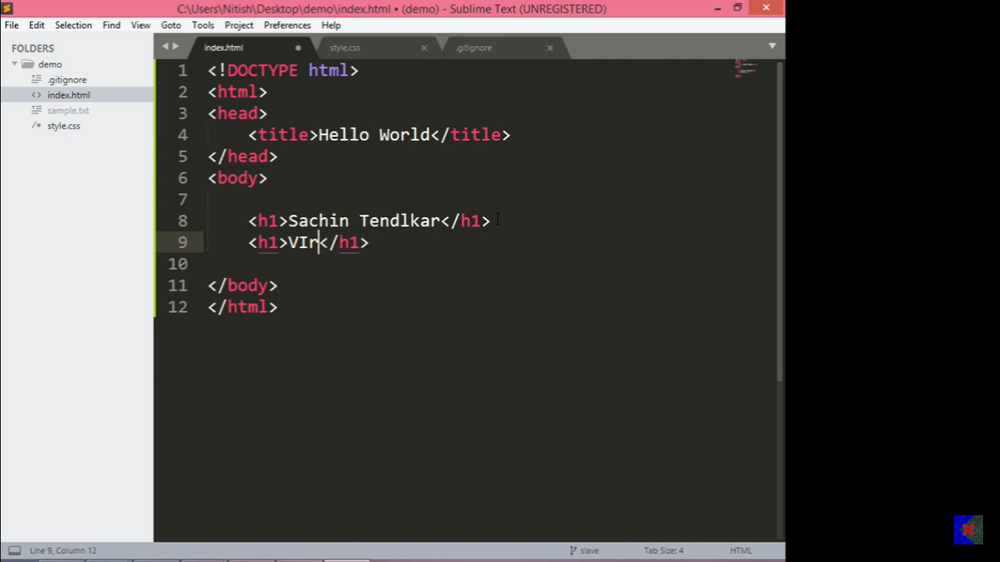 C:\Users\Nitish\Desktop\demo\index.html • (demo) - Sublime Text (UNREGISTERED)
File Edit Selection Find View Goto Tools Project Preferences Help
FOLDERS
demo
.gitignore
index.html
sample.txt
style.css
index.html style.css .gitignore
1 <!DOCTYPE html>
2 <html>
3 <head>
4 <title>Hello World</title>
5 </head>
6 <body>
7
8 <h1>Sachin Tendlkar</h1>
9 <h1>VIr</h1>
10
11 </body>
12 </html>
Line 9, Column 12 slave Tab Size: 4 HTML